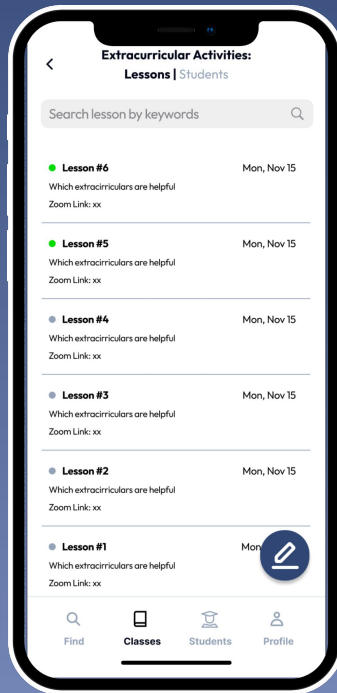 Extracurricular Activities:
Lessons | Students
Search lesson by keywords
Lesson #6 Mon, Nov 15
Which extracirriculars are helpful
Zoom Link: xx
Lesson #5 Mon, Nov 15
Which extracirriculars are helpful
Zoom Link: xx
Lesson #4 Mon, Nov 15
Which extracirriculars are helpful
Zoom Link: xx
Lesson #3 Mon, Nov 15
Which extracirriculars are helpful
Zoom Link: xx
Lesson #2 Mon, Nov 15
Which extracirriculars are helpful
Zoom Link: xx
Lesson #1 Mon
Which extracirriculars are helpful
Zoom Link: xx
Find Classes Students Profile